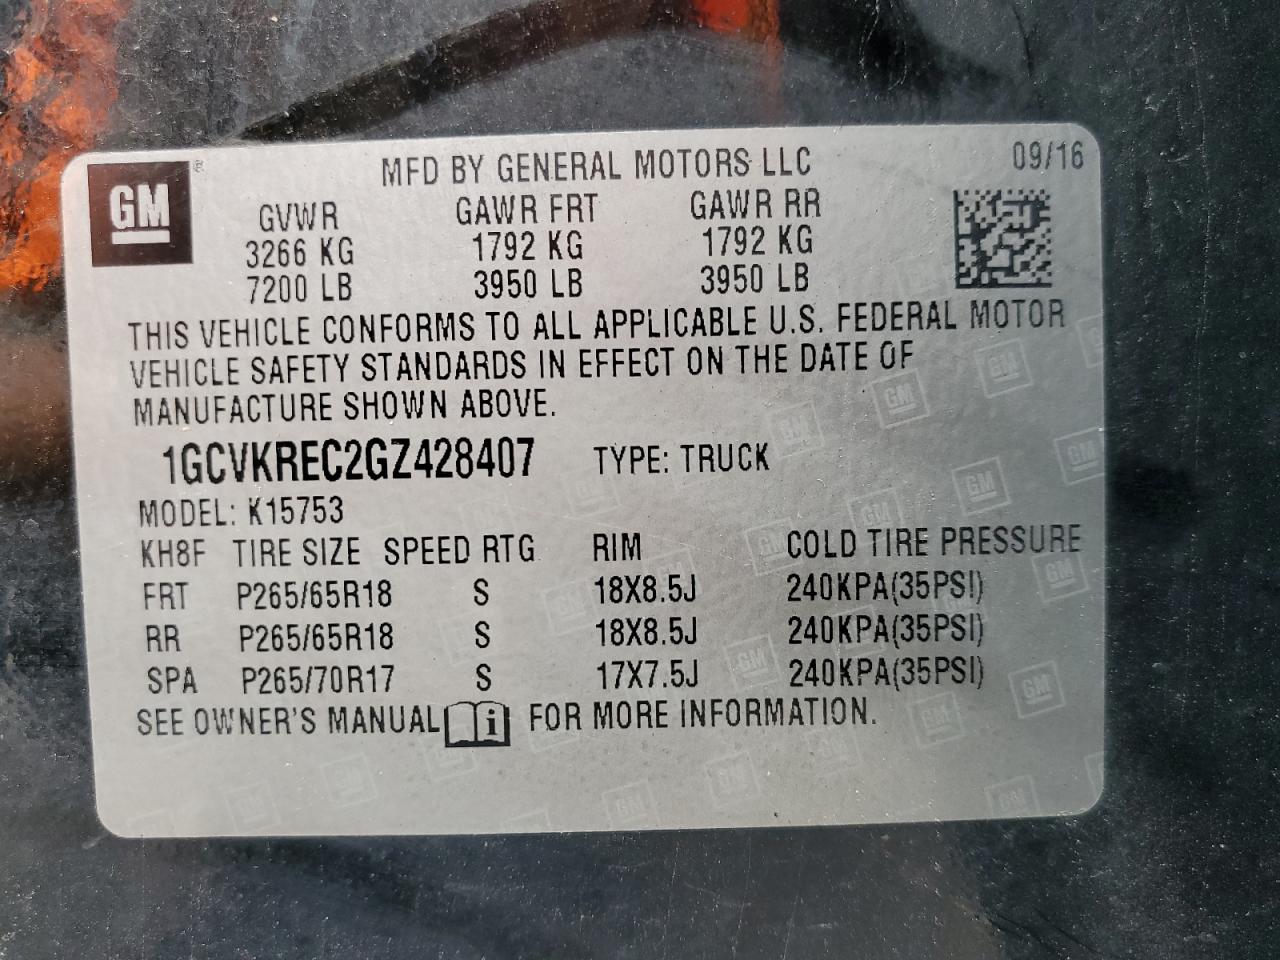 GM
®
MFD BY GENERAL MOTORS LLC
09/16
GVWR GAWR FRT GAWR RR
3266 KG 1792 KG 1792 KG
7200 LB 3950 LB 3950 LB
THIS VEHICLE CONFORMS TO ALL APPLICABLE U.S. FEDERAL MOTOR
VEHICLE SAFETY STANDARDS IN EFFECT ON THE DATE OF
MANUFACTURE SHOWN ABOVE.
1GCVKREC2GZ428407 TYPE: TRUCK
MODEL: K15753
KH8F TIRE SIZE SPEED RTG RIM COLD TIRE PRESSURE
FRT P265/65R18 S 18X8.5J 240KPA(35PSI)
RR P265/65R18 S 18X8.5J 240KPA(35PSI)
SPA P265/70R17 S 17X7.5J 240KPA(35PSI)
SEE OWNER'S MANUAL i FOR MORE INFORMATION.